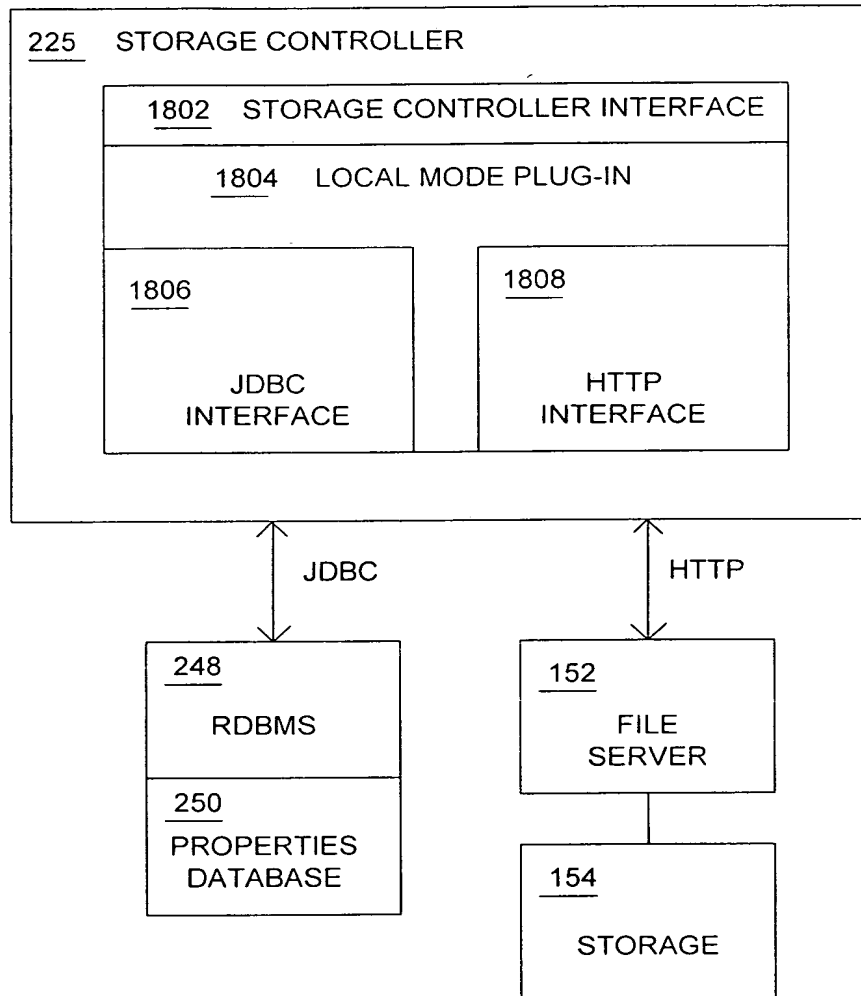 225 STORAGE CONTROLLER
1802 STORAGE CONTROLLER INTERFACE
1804 LOCAL MODE PLUG-IN
1806
JDBC
INTERFACE
1808
HTTP
INTERFACE
JDBC
HTTP
248
RDBMS
250
PROPERTIES
DATABASE
152
FILE
SERVER
154
STORAGE